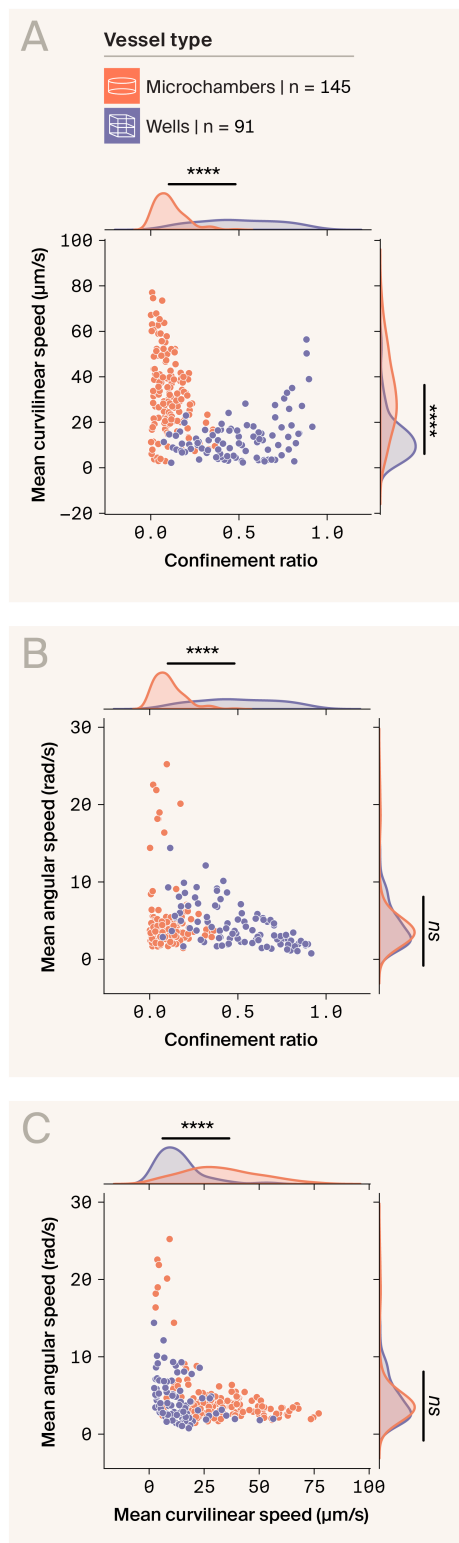 A
Vessel type
Microchambers | n = 145
Wells | n = 91
****
100
80
60
40
20
0
−20
Mean curvilinear speed (μm/s)
****
0.0 0.5 1.0
Confinement ratio
B
****
30
20
10
0
Mean angular speed (rad/s)
ns
0.0 0.5 1.0
Confinement ratio
C
****
30
20
10
0
Mean angular speed (rad/s)
ns
0 25 50 75 100
Mean curvilinear speed (μm/s)